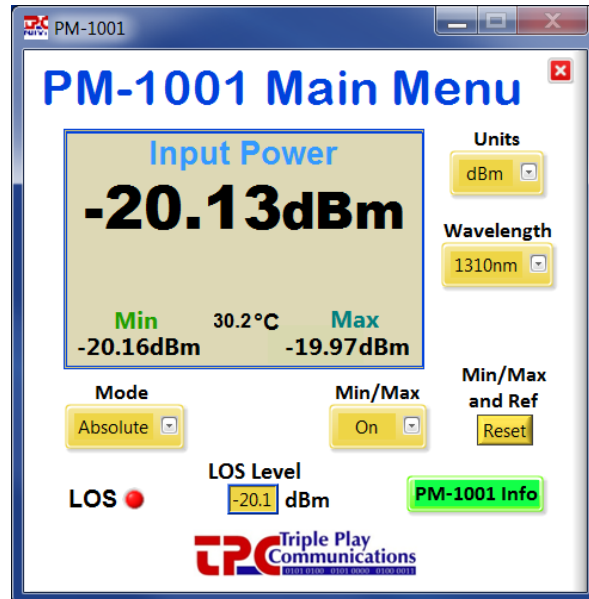 PM-1001
PM-1001 Main Menu
Input Power
-20.13dBm
Min 30.2°C Max
-20.16dBm -19.97dBm
Units
dBm
Wavelength
1310nm
Mode
Absolute
Min/Max
On
Min/Max
and Ref
Reset
LOS
LOS Level
-20.1 dBm
PM-1001 Info
TPC Triple Play
Communications
0101 0100 0101 0000 0100 0011